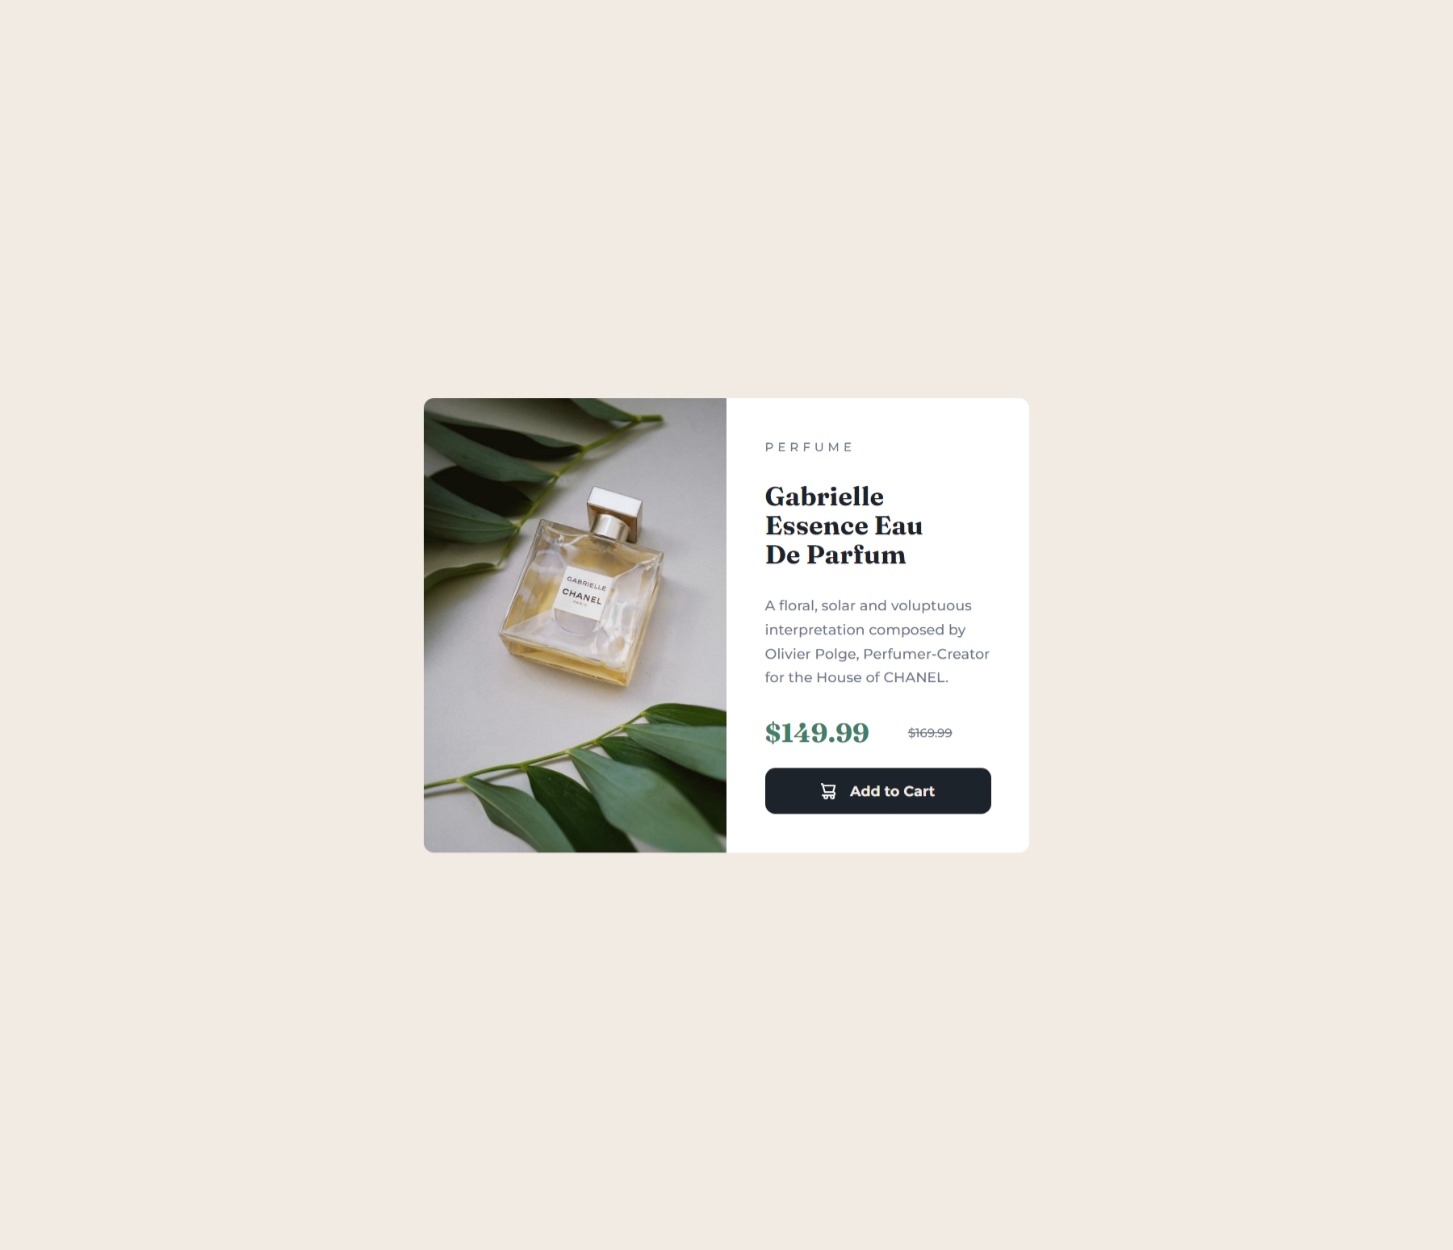 GABRIELLE
CHANEL
PARIS
PERFUME
Gabrielle
Essence Eau
De Parfum
A floral, solar and voluptuous
interpretation composed by
Olivier Polge, Perfumer-Creator
for the House of CHANEL.
$149.99 $169.99
Add to Cart